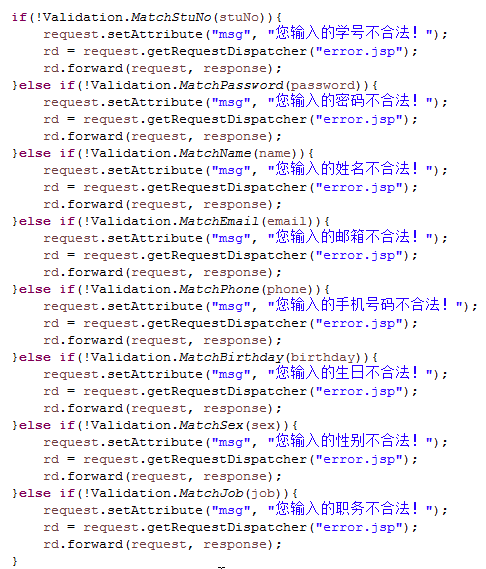 if(!Validation.MatchStuNo(stuNo)){
    request.setAttribute("msg", "您输入的学号不合法！");
    rd = request.getRequestDispatcher("error.jsp");
    rd.forward(request, response);
}else if(!Validation.MatchPassword(password)){
    request.setAttribute("msg", "您输入的密码不合法！");
    rd = request.getRequestDispatcher("error.jsp");
    rd.forward(request, response);
}else if(!Validation.MatchName(name)){
    request.setAttribute("msg", "您输入的姓名不合法！");
    rd = request.getRequestDispatcher("error.jsp");
    rd.forward(request, response);
}else if(!Validation.MatchEmail(email)){
    request.setAttribute("msg", "您输入的邮箱不合法！");
    rd = request.getRequestDispatcher("error.jsp");
    rd.forward(request, response);
}else if(!Validation.MatchPhone(phone)){
    request.setAttribute("msg", "您输入的手机号码不合法！");
    rd = request.getRequestDispatcher("error.jsp");
    rd.forward(request, response);
}else if(!Validation.MatchBirthday(birthday)){
    request.setAttribute("msg", "您输入的生日不合法！");
    rd = request.getRequestDispatcher("error.jsp");
    rd.forward(request, response);
}else if(!Validation.MatchSex(sex)){
    request.setAttribute("msg", "您输入的性别不合法！");
    rd = request.getRequestDispatcher("error.jsp");
    rd.forward(request, response);
}else if(!Validation.MatchJob(job)){
    request.setAttribute("msg", "您输入的职务不合法！");
    rd = request.getRequestDispatcher("error.jsp");
    rd.forward(request, response);
}